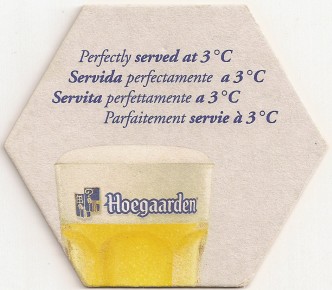 Perfectly served at 3°C
Servida perfectamente a 3°C
Servita perfettamente a 3°C
Parfaitement servie à 3°C
Hoegaarden